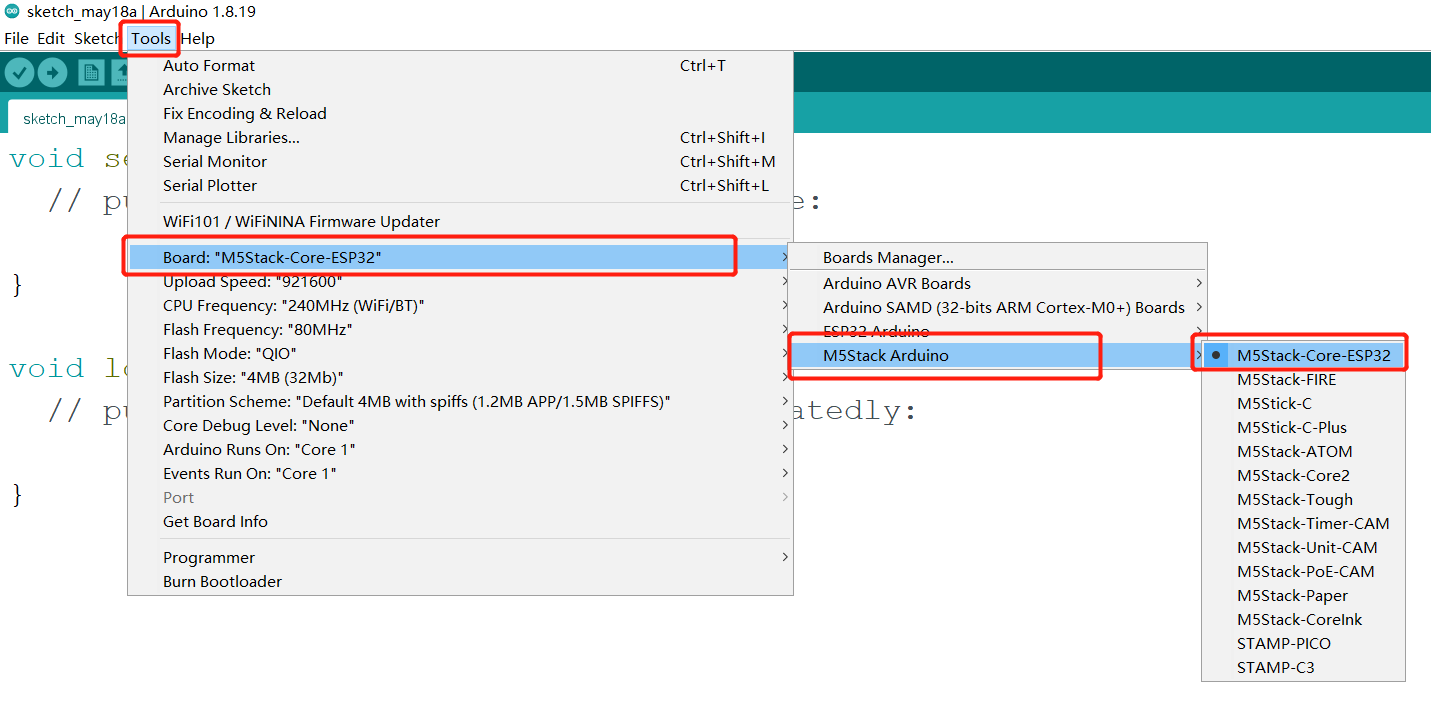 sketch_may18a | Arduino 1.8.19
File Edit Sketch Tools Help
sketch_may18a
Auto Format Ctrl+T
Archive Sketch
Fix Encoding & Reload
Manage Libraries... Ctrl+Shift+I
Serial Monitor Ctrl+Shift+M
Serial Plotter Ctrl+Shift+L
WiFi101 / WiFiNINA Firmware Updater
Board: "M5Stack-Core-ESP32"
Upload Speed: "921600"
CPU Frequency: "240MHz (WiFi/BT)"
Flash Frequency: "80MHz"
Flash Mode: "QIO"
Flash Size: "4MB (32Mb)"
Partition Scheme: "Default 4MB with spiffs (1.2MB APP/1.5MB SPIFFS)"
Core Debug Level: "None"
Arduino Runs On: "Core 1"
Events Run On: "Core 1"
Port
Get Board Info
Programmer
Burn Bootloader
Boards Manager...
Arduino AVR Boards
Arduino SAMD (32-bits ARM Cortex-M0+) Boards
ESP32 Arduino
M5Stack Arduino
M5Stack-Core-ESP32
M5Stack-FIRE
M5Stick-C
M5Stick-C-Plus
M5Stack-ATOM
M5Stack-Core2
M5Stack-Tough
M5Stack-Timer-CAM
M5Stack-Unit-CAM
M5Stack-PoE-CAM
M5Stack-Paper
M5Stack-CoreInk
STAMP-PICO
STAMP-C3
void
//
}
void
//
}